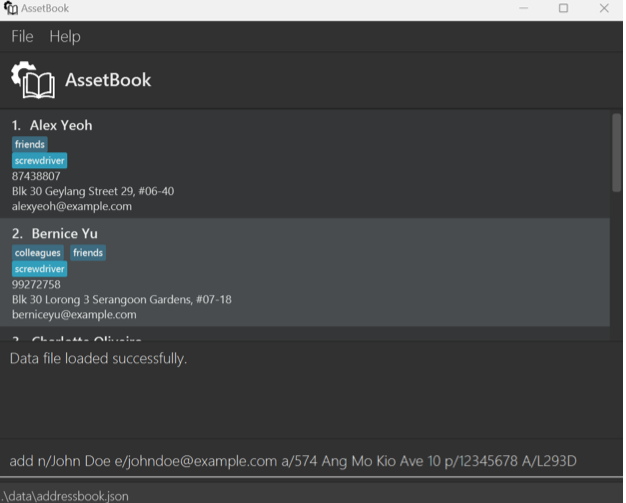 AssetBook
File Help
AssetBook
1. Alex Yeoh
friends
screwdriver
87438807
Blk 30 Geylang Street 29, #06-40
alexyeoh@example.com
2. Bernice Yu
colleagues friends
screwdriver
99272758
Blk 30 Lorong 3 Serangoon Gardens, #07-18
berniceyu@example.com
3. Charlotte Oliveiro
Data file loaded successfully.
add n/John Doe e/johndoe@example.com a/574 Ang Mo Kio Ave 10 p/12345678 A/L293D
.\data\addressbook.json